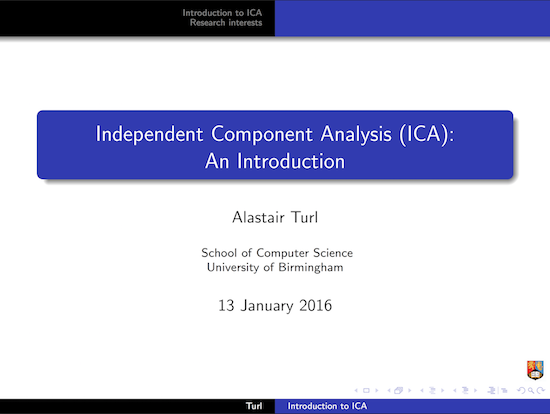 Introduction to ICA
Research interests
Independent Component Analysis (ICA):
An Introduction
Alastair Turl
School of Computer Science
University of Birmingham
13 January 2016
Turl
Introduction to ICA